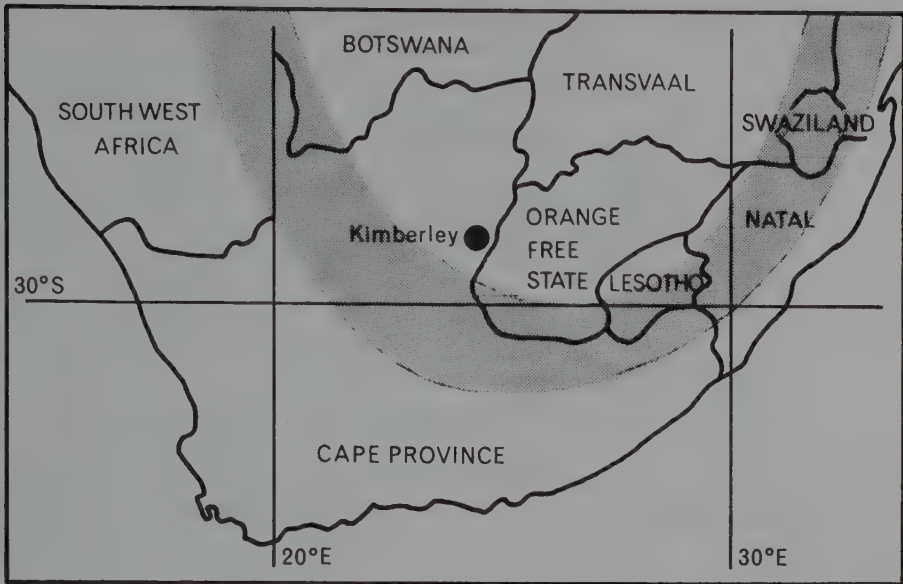 BOTSWANA
TRANSVAAL
SOUTH WEST
AFRICA
SWAZILAND
ORANGE
FREE
STATE
NATAL
Kimberley
LESOTHO
30°S
CAPE PROVINCE
20°E
30°E